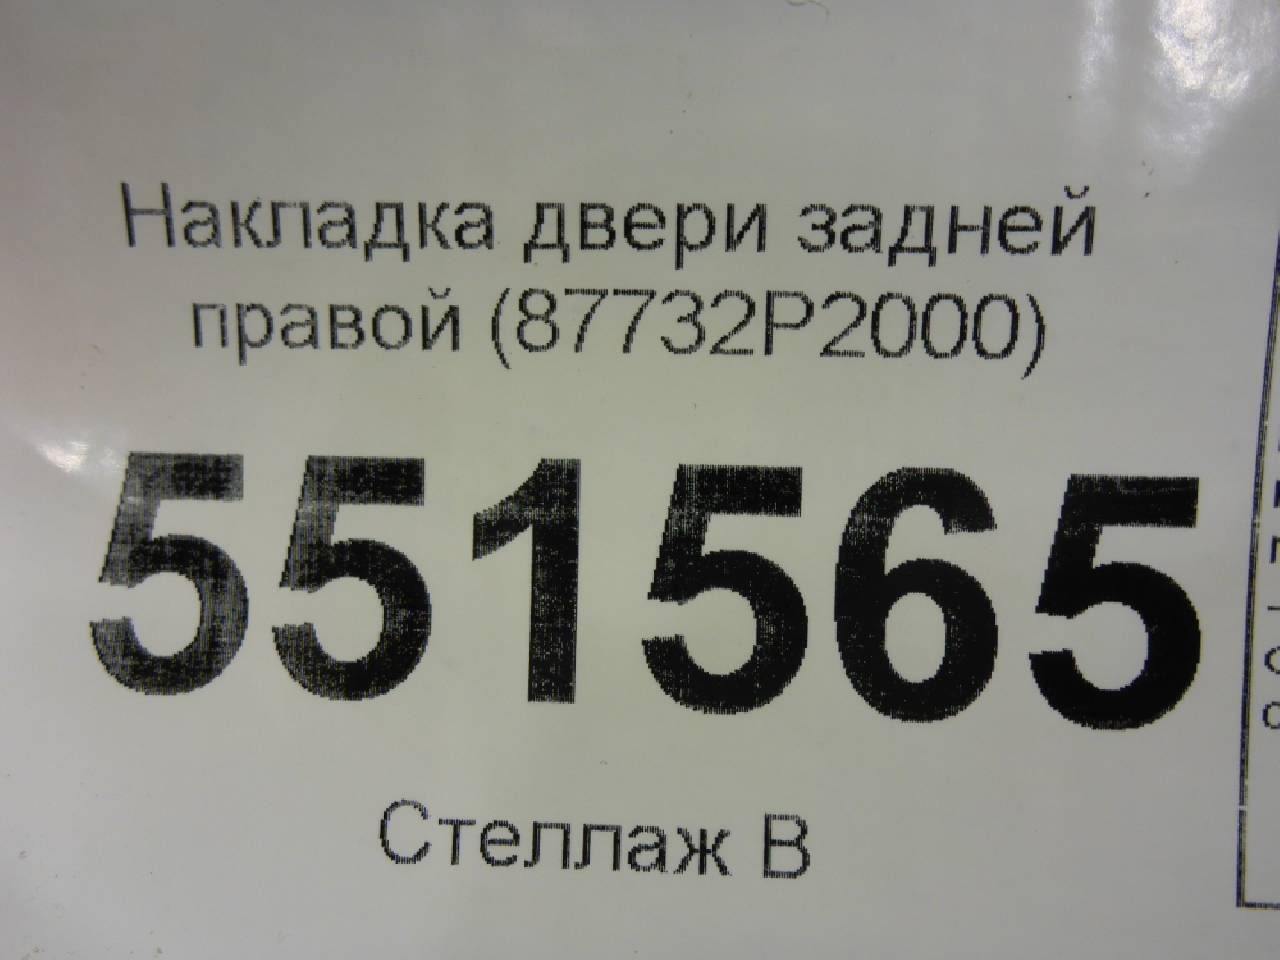 Накладка двери задней
правой (87732P2000)
551565
Стеллаж В